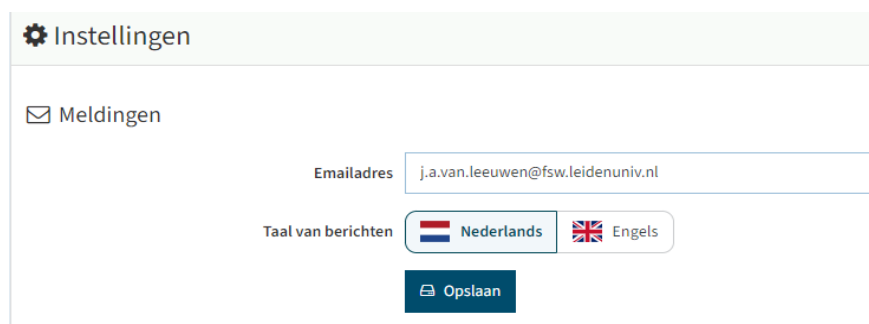 Instellingen
Meldingen
Emailadres j.a.van.leeuwen@fsw.leidenuniv.nl
Taal van berichten Nederlands Engels
Opslaan